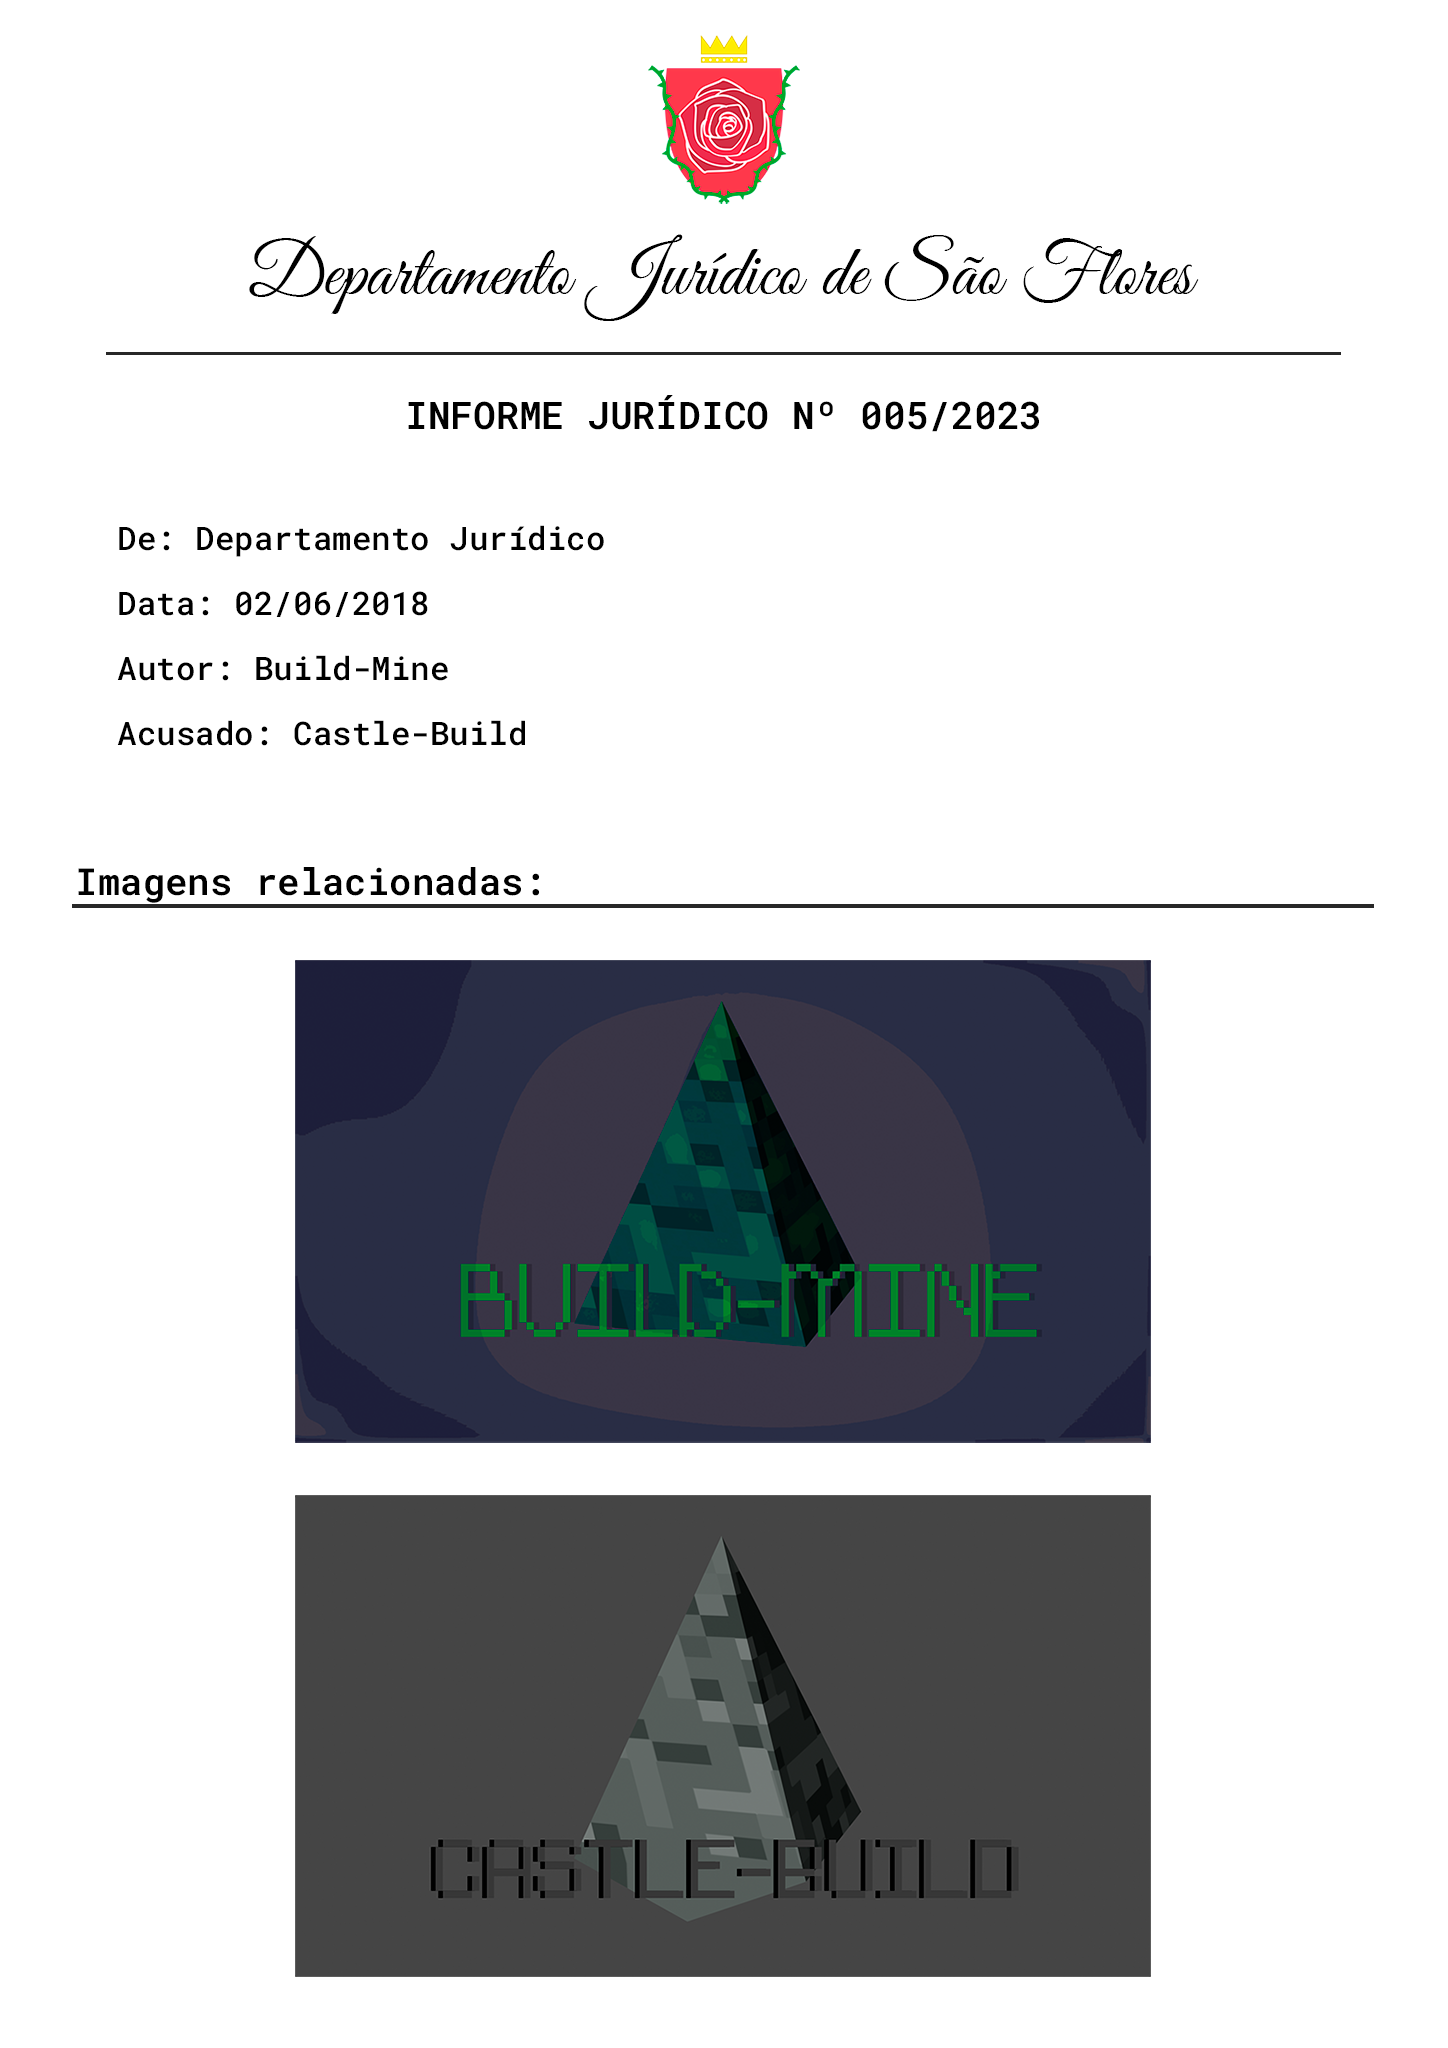 Departamento Jurídico de São Flores
INFORME JURÍDICO Nº 005/2023
De: Departamento Jurídico
Data: 02/06/2018
Autor: Build-Mine
Acusado: Castle-Build
Imagens relacionadas:
BUILD-MINE
CASTLE-BUILD